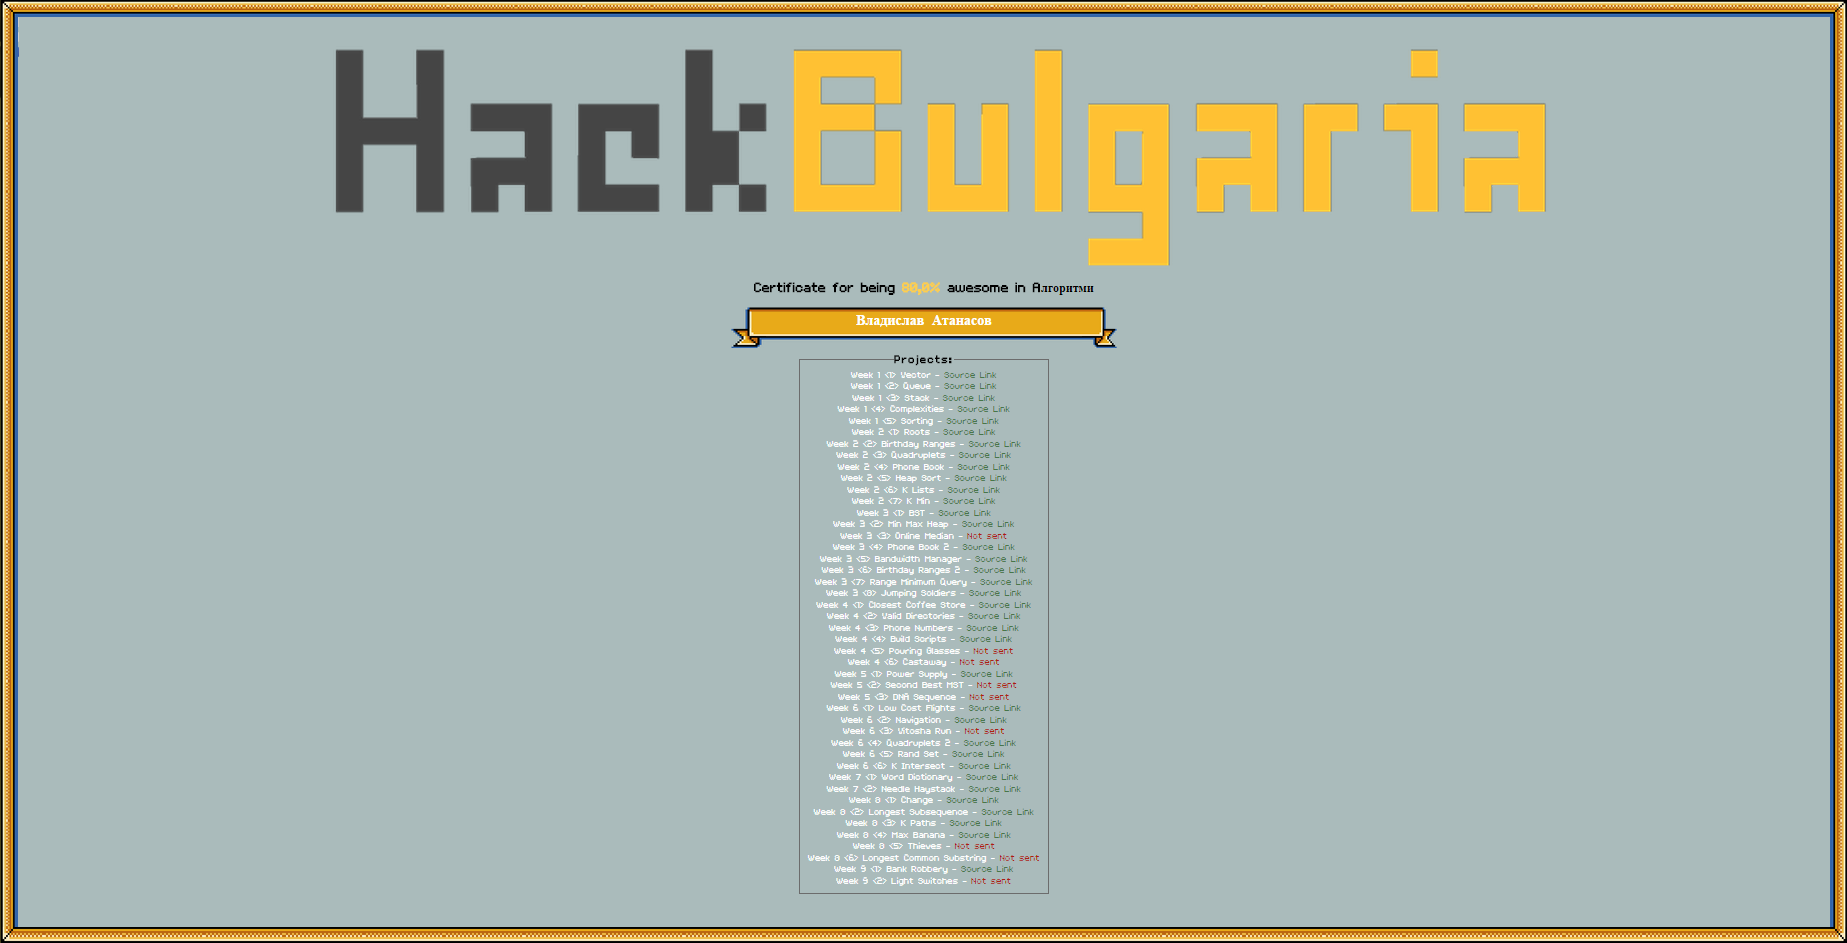 HackBulgaria
Certificate for being 80,0% awesome in Алгоритми
Владислав Атанасов
Projects:
Week 1 <1> Vector - Source Link
Week 1 <2> Queue - Source Link
Week 1 <3> Stack - Source Link
Week 1 <4> Complexities - Source Link
Week 1 <5> Sorting - Source Link
Week 2 <1> Roots - Source Link
Week 2 <2> Birthday Ranges - Source Link
Week 2 <3> Quadruplets - Source Link
Week 2 <4> Phone Book - Source Link
Week 2 <5> Heap Sort - Source Link
Week 2 <6> K Lists - Source Link
Week 2 <7> K Min - Source Link
Week 3 <1> BST - Source Link
Week 3 <2> Min Max Heap - Source Link
Week 3 <3> Online Median - Not sent
Week 3 <4> Phone Book 2 - Source Link
Week 3 <5> Bandwidth Manager - Source Link
Week 3 <6> Birthday Ranges 2 - Source Link
Week 3 <7> Range Minimum Query - Source Link
Week 3 <8> Jumping Soldiers - Source Link
Week 4 <1> Closest Coffee Store - Source Link
Week 4 <2> Valid Directories - Source Link
Week 4 <3> Phone Numbers - Source Link
Week 4 <4> Build Scripts - Source Link
Week 4 <5> Pouring Glasses - Not sent
Week 4 <6> Castaway - Not sent
Week 5 <1> Power Supply - Source Link
Week 5 <2> Second Best MST - Not sent
Week 5 <3> DNA Sequence - Not sent
Week 6 <1> Low Cost Flights - Source Link
Week 6 <2> Navigation - Source Link
Week 6 <3> Vitosha Run - Not sent
Week 6 <4> Quadruplets 2 - Source Link
Week 6 <5> Rand Set - Source Link
Week 6 <6> K Intersect - Source Link
Week 7 <1> Word Dictionary - Source Link
Week 7 <2> Needle Haystack - Source Link
Week 8 <1> Change - Source Link
Week 8 <2> Longest Subsequence - Source Link
Week 8 <3> K Paths - Source Link
Week 8 <4> Max Banana - Source Link
Week 8 <5> Thieves - Not sent
Week 8 <6> Longest Common Substring - Not sent
Week 9 <1> Bank Robbery - Source Link
Week 9 <2> Light Switches - Not sent